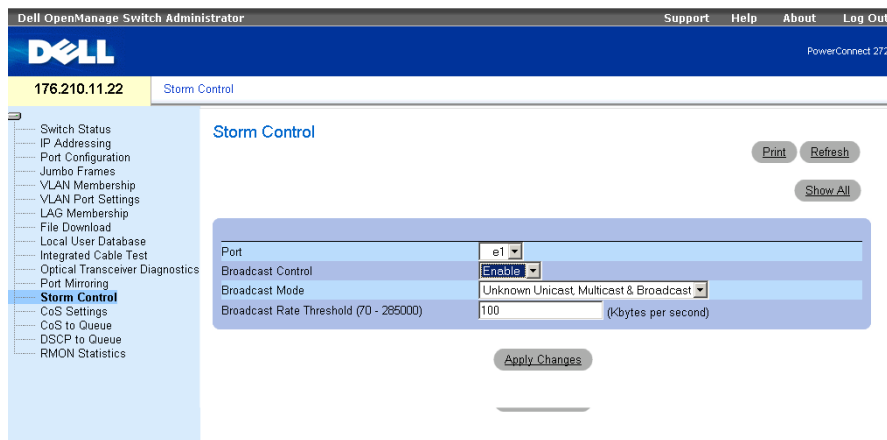 Dell OpenManage Switch Administrator
Support Help About Log Out
DELL
PowerConnect 272
176.210.11.22
Storm Control
Switch Status
IP Addressing
Port Configuration
Jumbo Frames
VLAN Membership
VLAN Port Settings
LAG Membership
File Download
Local User Database
Integrated Cable Test
Optical Transceiver Diagnostics
Port Mirroring
Storm Control
CoS Settings
CoS to Queue
DSCP to Queue
RMON Statistics
Storm Control
Print Refresh
Show All
Port e1
Broadcast Control Enable
Broadcast Mode Unknown Unicast, Multicast & Broadcast
Broadcast Rate Threshold (70 - 285000) 100 (Kbytes per second)
Apply Changes